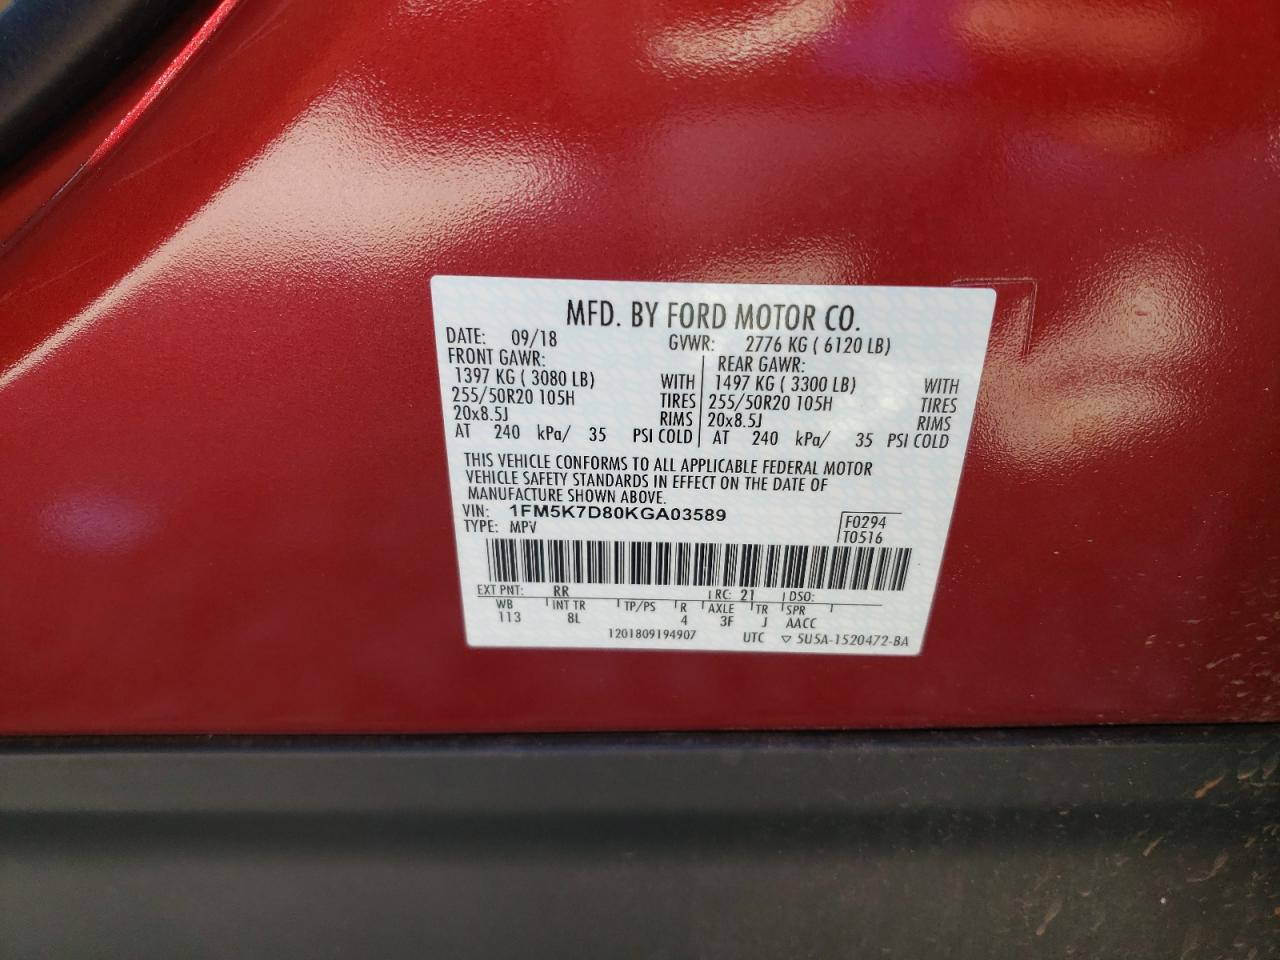 MFD. BY FORD MOTOR CO.
DATE: 09/18 GVWR: 2776 KG ( 6120 LB)
FRONT GAWR: REAR GAWR:
1397 KG ( 3080 LB) WITH 1497 KG ( 3300 LB) WITH
255/50R20 105H TIRES 255/50R20 105H TIRES
20x8.5J RIMS 20x8.5J RIMS
AT 240 kPa/ 35 PSI COLD AT 240 kPa/ 35 PSI COLD
THIS VEHICLE CONFORMS TO ALL APPLICABLE FEDERAL MOTOR
VEHICLE SAFETY STANDARDS IN EFFECT ON THE DATE OF
MANUFACTURE SHOWN ABOVE.
VIN: 1FM5K7D80KGA03589 F0294
TYPE: MPV T0516
EXT PNT: RR RC: 21 DSO:
WB INT TR TP/PS R AXLE TR SPR
113 8L 4 3F J AACC
1201809194907 UTC ▽ 5U5A-1520472-BA